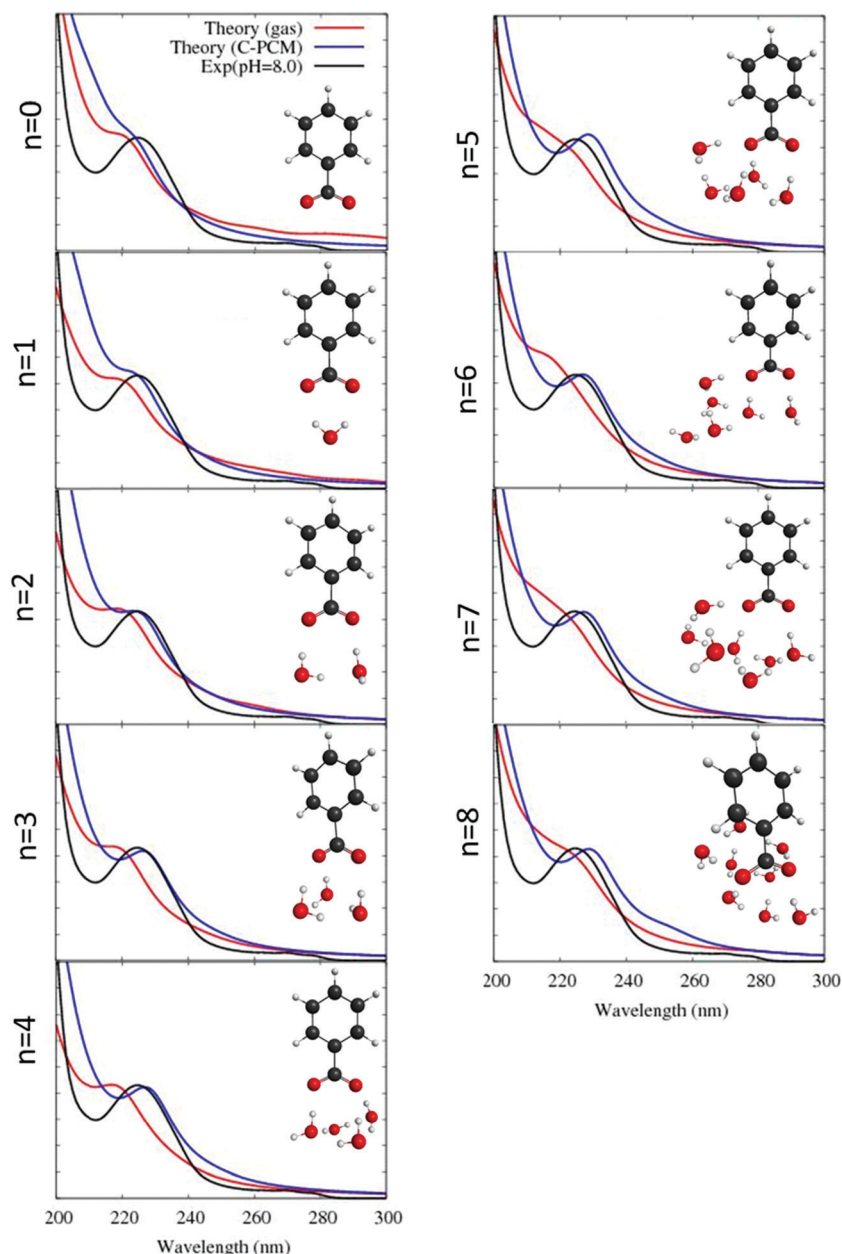 Theory (gas)
Theory (C-PCM)
Exp(pH=8.0)
n=0
n=1
n=2
n=3
n=4
200 220 240 260 280 300
Wavelength (nm)
n=5
n=6
n=7
n=8
200 220 240 260 280 300
Wavelength (nm)